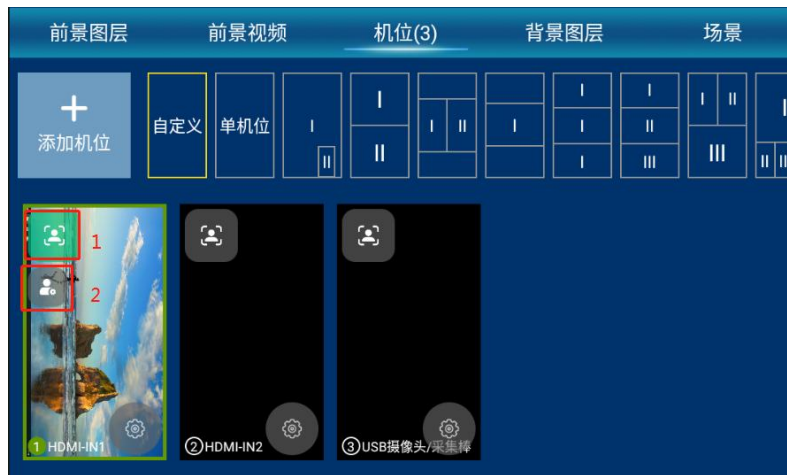 前景图层 前景视频 机位(3) 背景图层 场景
+ 添加机位 自定义 单机位
I II
I II
I II
I
I I I
I II III
I II III
I II II
1 2
1 HDMI-IN1 ②HDMI-IN2 ③USB摄像头/采集棒